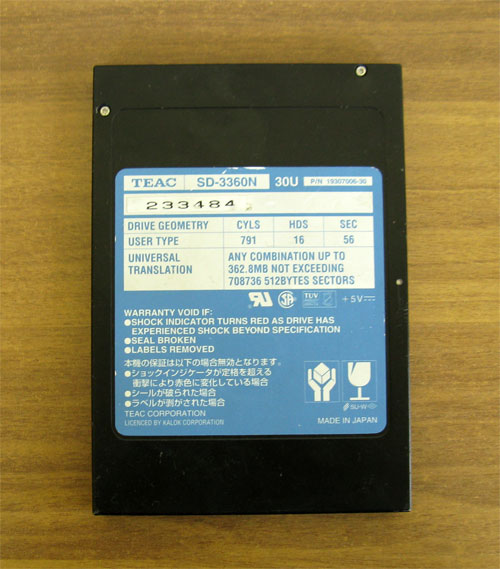 TEAC SD-3360N 30U P/N 19307006-30
233484
DRIVE GEOMETRY CYLS HDS SEC
USER TYPE 791 16 56
UNIVERSAL TRANSLATION ANY COMBINATION UP TO
362.8MB NOT EXCEEDING
708736 512BYTES SECTORS
TÜV +5V
WARRANTY VOID IF:
●SHOCK INDICATOR TURNS RED AS DRIVE HAS
EXPERIENCED SHOCK BEYOND SPECIFICATION
●SEAL BROKEN
●LABELS REMOVED
本機の保証は以下の場合無効となります。
●ショックインジケータが定格を超える
衝撃により赤色に変化している場合
●シールが破られた場合
●ラベルが剥がされた場合
TEAC CORPORATION
LICENCED BY KALOK CORPORATION
MADE IN JAPAN